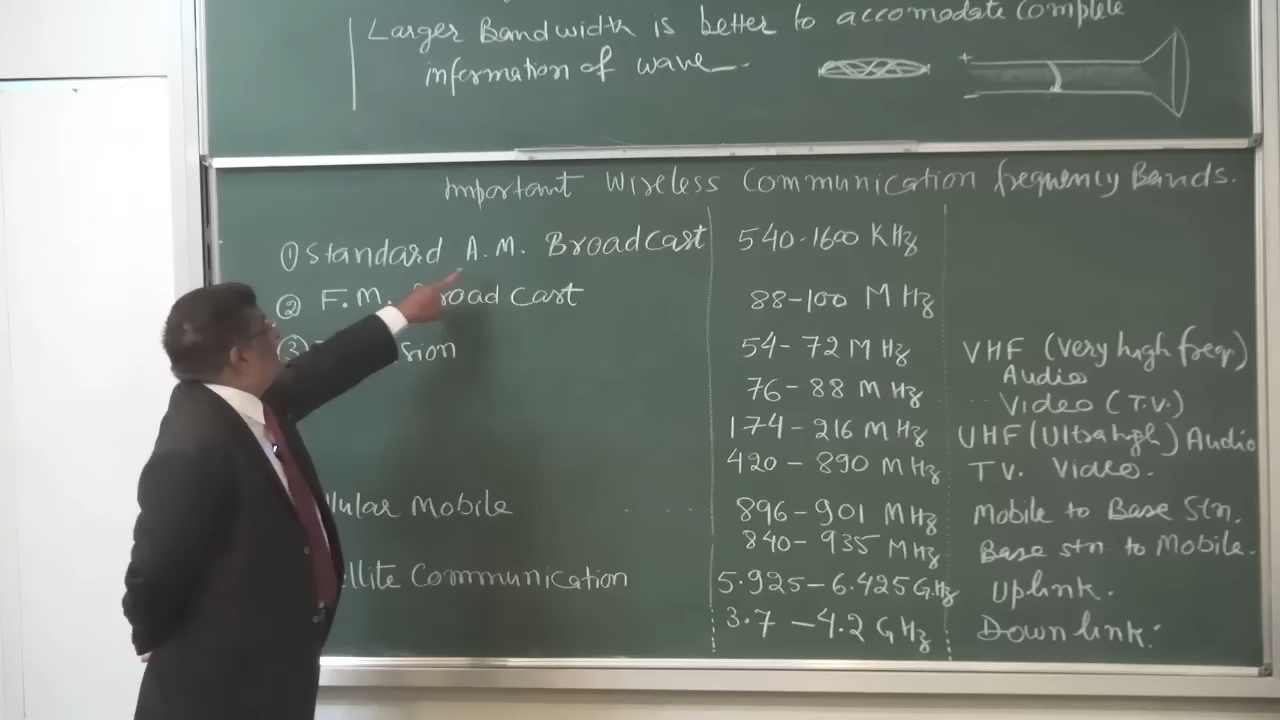 Larger Bandwidth is better to accomodate complete
information of wave.
+
-
Important Wireless Communication frequency Bands.
① Standard A.M. Broadcast 540-1600 KHz
② F.M. Broad cast 88-100 MHz
③ sion 54-72 MHz VHF (Very high freq)
Audio
76-88 MHz Video (T.V.)
174-216 MHz UHF (Ultra high) Audio
420-890 MHz T.V. Video.
llular Mobile 896-901 MHz Mobile to Base Stn.
840-935 MHz Base stn to Mobile.
llite Communication 5.925-6.425 GHz Uplink.
3.7-4.2 GHz Down link.